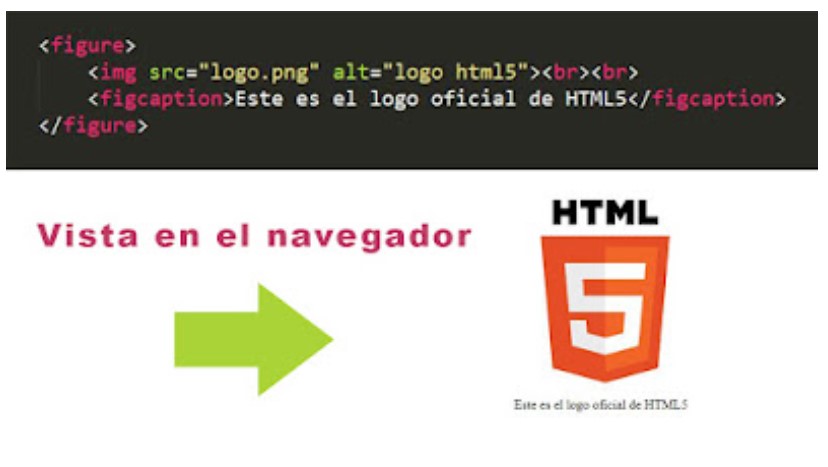 <figure>
<img src="logo.png" alt="logo html5"><br><br>
<figcaption>Este es el logo oficial de HTML5</figcaption>
</figure>
Vista en el navegador
HTML
5
Este es el logo oficial de HTML5